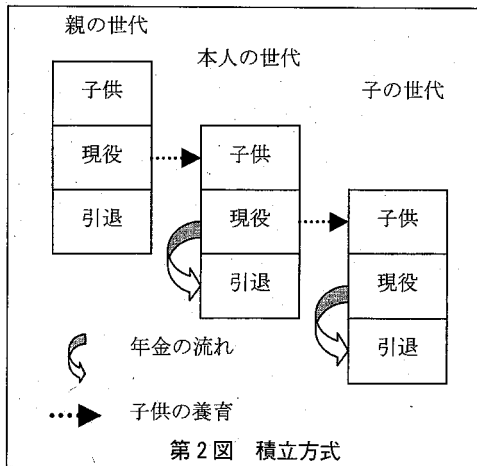 親の世代
本人の世代
子の世代
子供
現役
引退
子供
現役
引退
子供
現役
引退
年金の流れ
子供の養育
第2図 積立方式